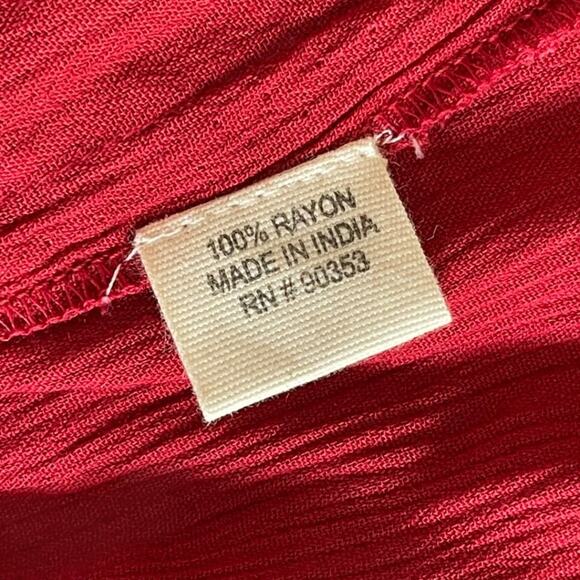 100% RAYON
MADE IN INDIA
RN # 90353